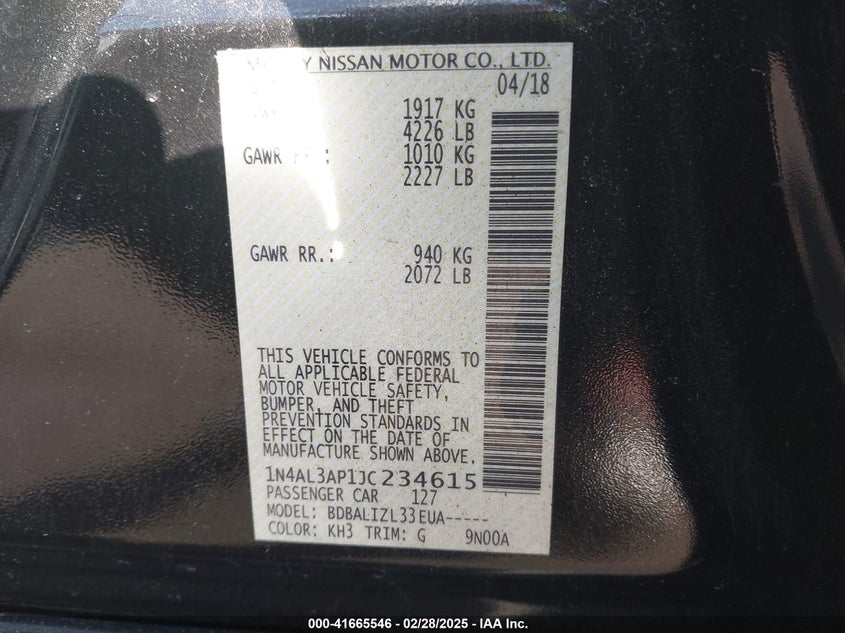 NISSAN MOTOR CO., LTD.
04/18
1917 KG
4226 LB
GAWR 1010 KG
2227 LB
GAWR RR.: 940 KG
2072 LB
THIS VEHICLE CONFORMS TO
ALL APPLICABLE FEDERAL
MOTOR VEHICLE SAFETY,
BUMPER, AND THEFT
PREVENTION STANDARDS IN
EFFECT ON THE DATE OF
MANUFACTURE SHOWN ABOVE.
1N4AL3AP1JC234615
PASSENGER CAR 127
MODEL: BDBALIZL33EUA-----
COLOR: KH3 TRIM: G 9N00A
000-41665546 - 02/28/2025 - IAA Inc.